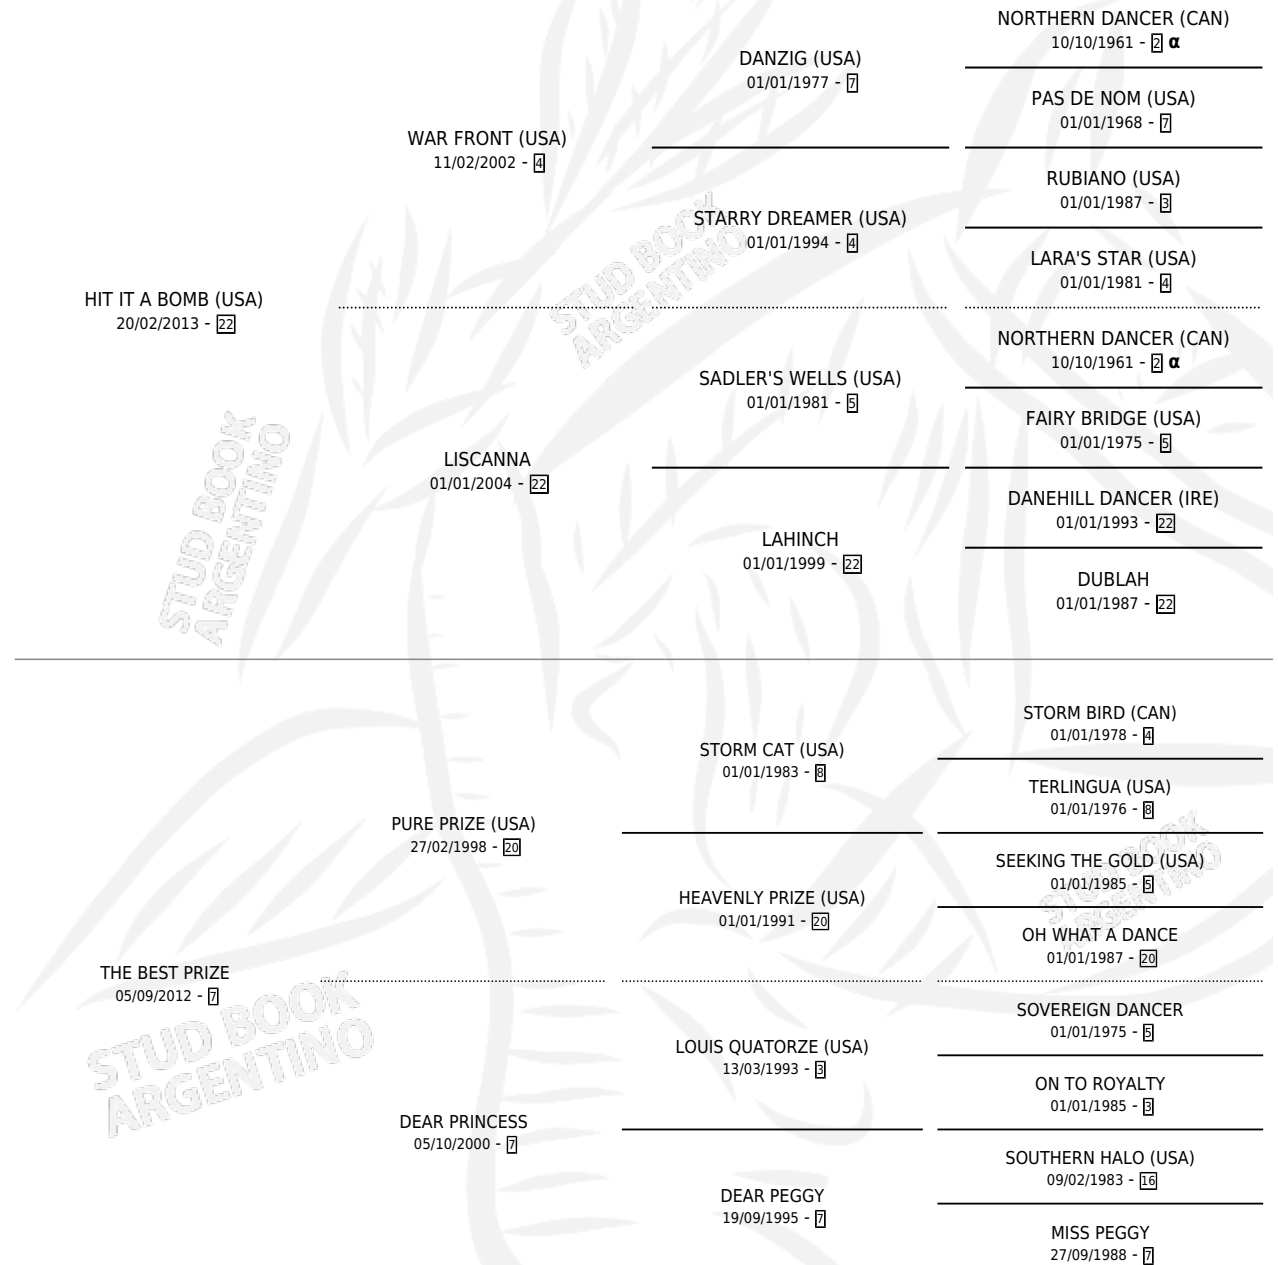 NORTHERN DANCER (CAN)
10/10/1961 - 2 α
DANZIG (USA)
01/01/1977 - 7
PAS DE NOM (USA)
01/01/1968 - 7
WAR FRONT (USA)
11/02/2002 - 4
RUBIANO (USA)
01/01/1987 - 3
STARRY DREAMER (USA)
01/01/1994 - 4
LARA'S STAR (USA)
01/01/1981 - 4
HIT IT A BOMB (USA)
20/02/2013 - 22
NORTHERN DANCER (CAN)
10/10/1961 - 2 α
SADLER'S WELLS (USA)
01/01/1981 - 5
FAIRY BRIDGE (USA)
01/01/1975 - 5
LISCANNA
01/01/2004 - 22
DANEHILL DANCER (IRE)
01/01/1993 - 22
LAHINCH
01/01/1999 - 22
DUBLAH
01/01/1987 - 22
STORM BIRD (CAN)
01/01/1978 - 4
STORM CAT (USA)
01/01/1983 - 8
TERLINGUA (USA)
01/01/1976 - 8
PURE PRIZE (USA)
27/02/1998 - 20
SEEKING THE GOLD (USA)
01/01/1985 - 5
HEAVENLY PRIZE (USA)
01/01/1991 - 20
OH WHAT A DANCE
01/01/1987 - 20
THE BEST PRIZE
05/09/2012 - 7
SOVEREIGN DANCER
01/01/1975 - 5
LOUIS QUATORZE (USA)
13/03/1993 - 3
ON TO ROYALTY
01/01/1985 - 3
DEAR PRINCESS
05/10/2000 - 7
SOUTHERN HALO (USA)
09/02/1983 - 16
DEAR PEGGY
19/09/1995 - 7
MISS PEGGY
27/09/1988 - 7
STUD BOOK
ARGENTINO
STUD BOOK
ARGENTINO
STUD BOOK
ARGENTINO
STUD BOOK
ARGENTINO